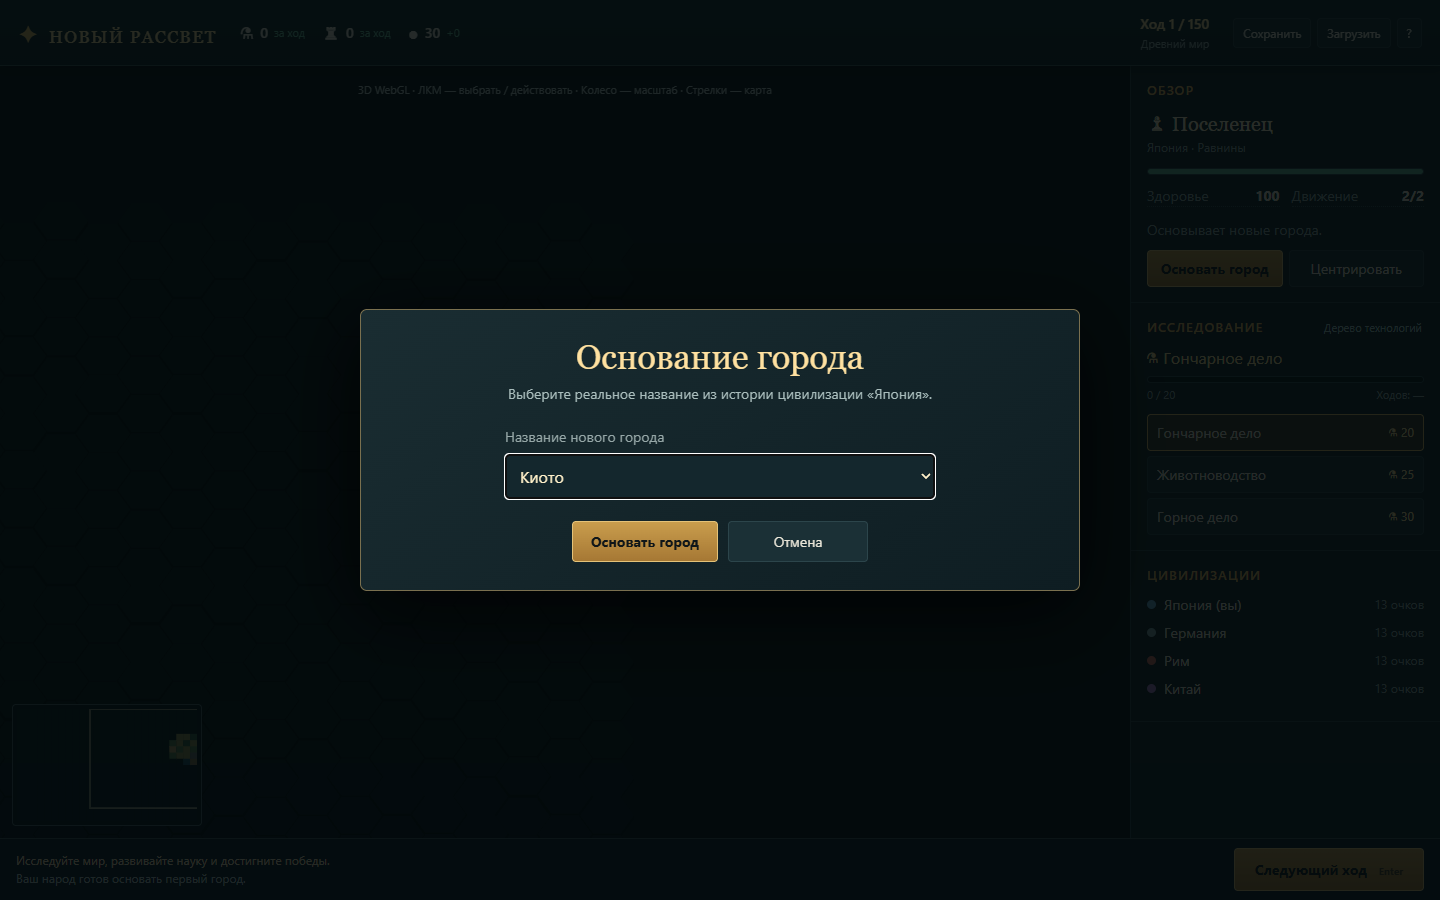 НОВЫЙ РАССВЕТ
0 за ход 0 за ход 30 +0
Ход 1 / 150
Древний мир
Сохранить Загрузить ?
3D WebGL · ЛКМ — выбрать / действовать · Колесо — масштаб · Стрелки — карта
ОБЗОР
Поселенец
Япония · Равнины
Здоровье 100 Движение 2/2
Основывает новые города.
Основать город Центрировать
ИССЛЕДОВАНИЕ Дерево технологий
Гончарное дело
0 / 20 Ходов: —
Гончарное дело 20
Животноводство 25
Горное дело 30
ЦИВИЛИЗАЦИИ
Япония (вы) 13 очков
Германия 13 очков
Рим 13 очков
Китай 13 очков
Основание города
Выберите реальное название из истории цивилизации «Япония».
Название нового города
Киото
Основать город Отмена
Исследуйте мир, развивайте науку и достигните победы.
Ваш народ готов основать первый город.
Следующий ход Enter